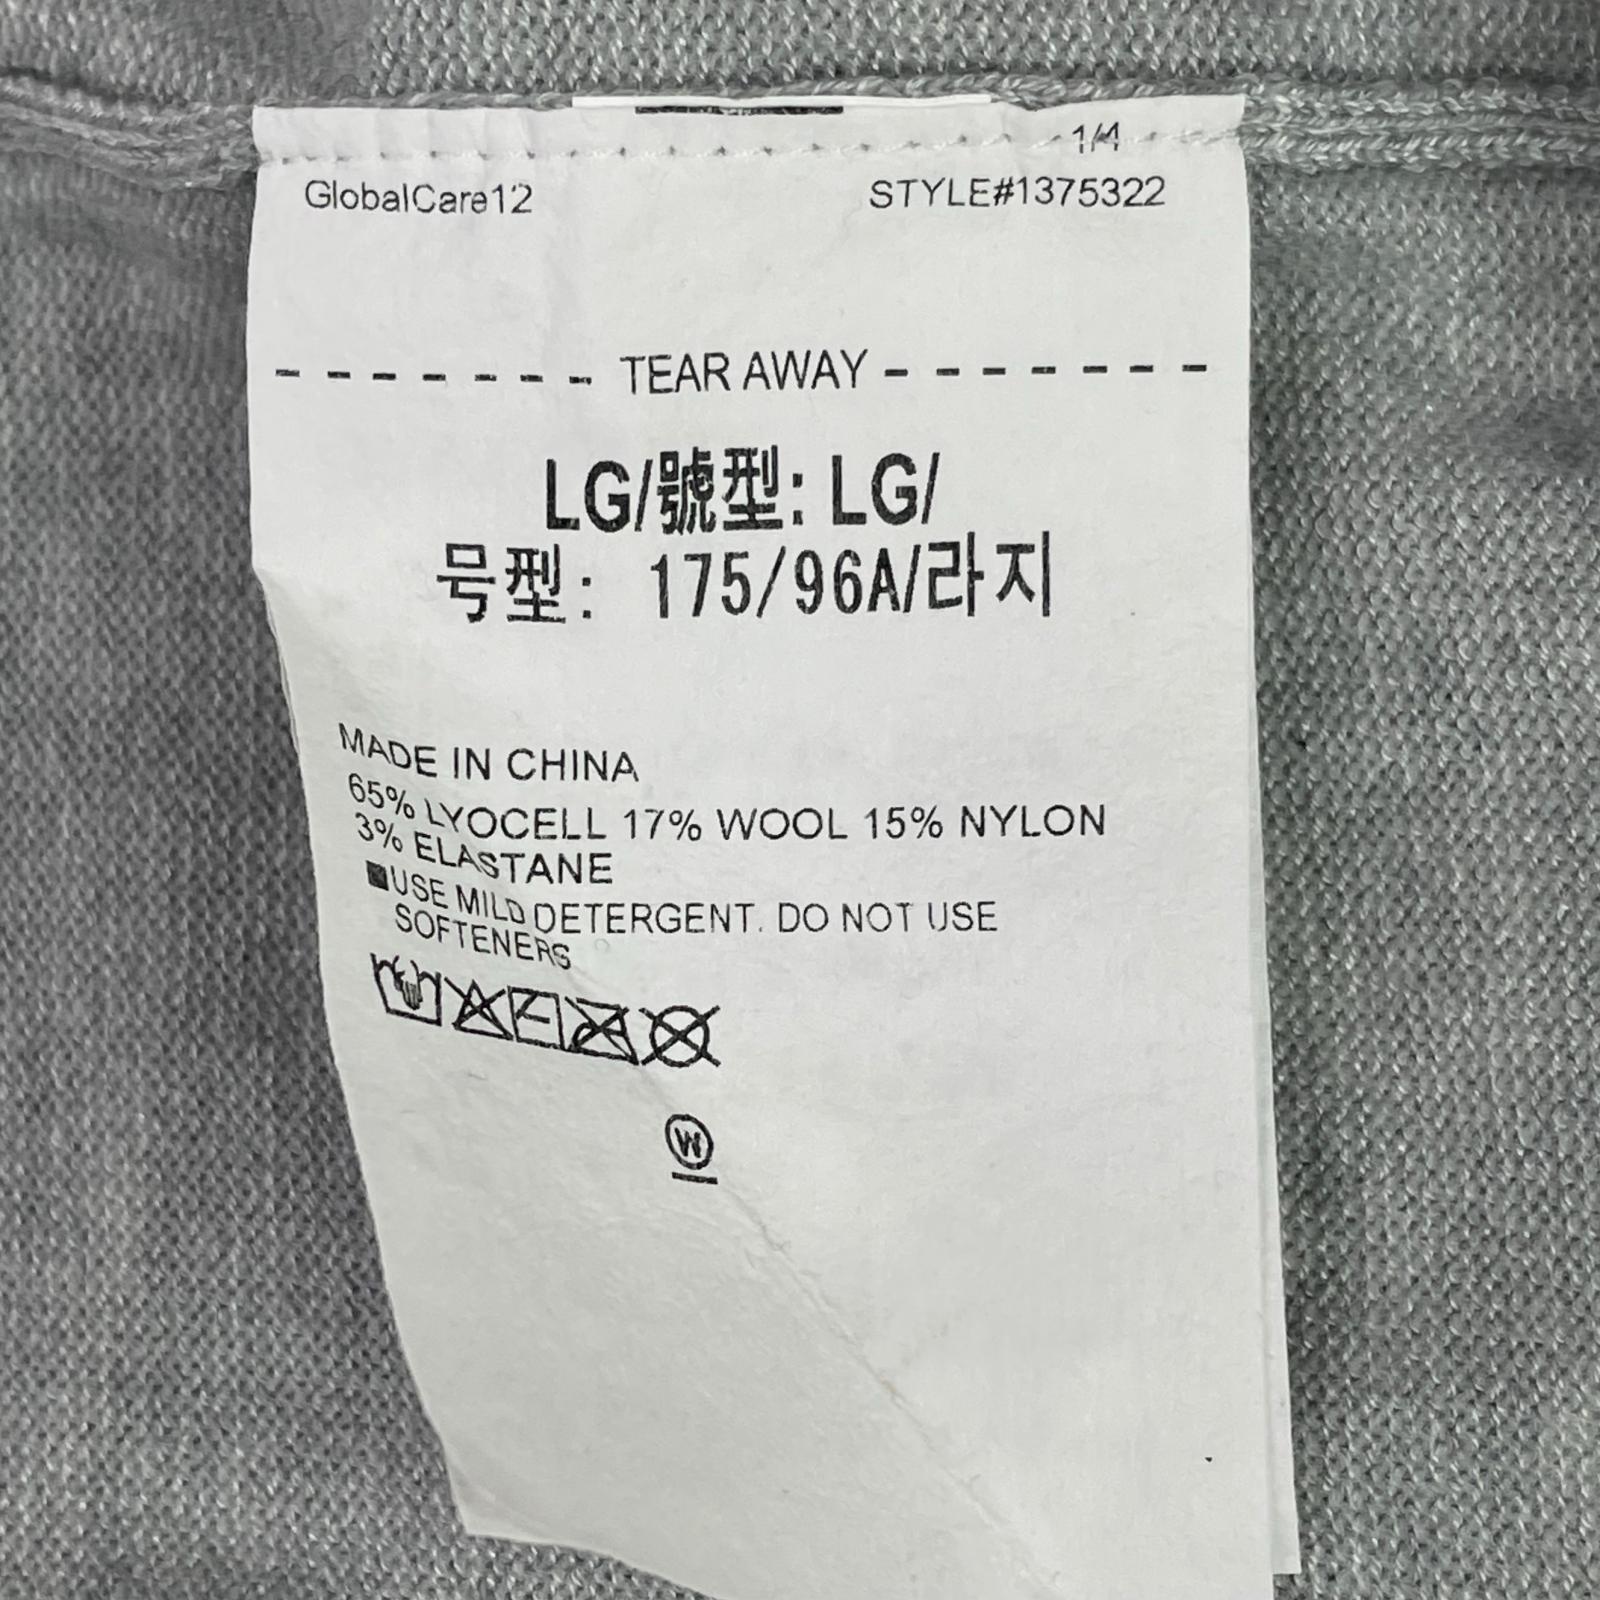 1/4
GlobalCare12 STYLE#1375322
- - - - - - - TEAR AWAY - - - - - - -
LG/號型: LG/
号型: 175/96A/라지
MADE IN CHINA
65% LYOCELL 17% WOOL 15% NYLON
3% ELASTANE
■USE MILD DETERGENT. DO NOT USE
SOFTENERS
W